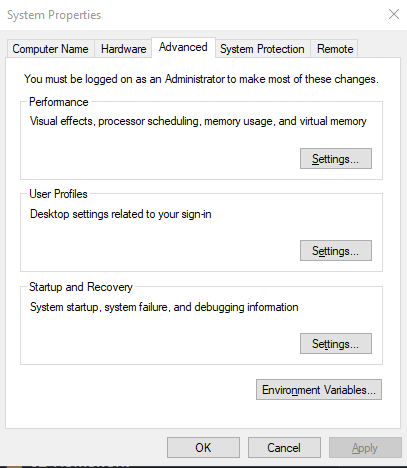 System Properties
Computer Name Hardware Advanced System Protection Remote
You must be logged on as an Administrator to make most of these changes.
Performance
Visual effects, processor scheduling, memory usage, and virtual memory
Settings...
User Profiles
Desktop settings related to your sign-in
Settings...
Startup and Recovery
System startup, system failure, and debugging information
Settings...
Environment Variables...
OK Cancel Apply